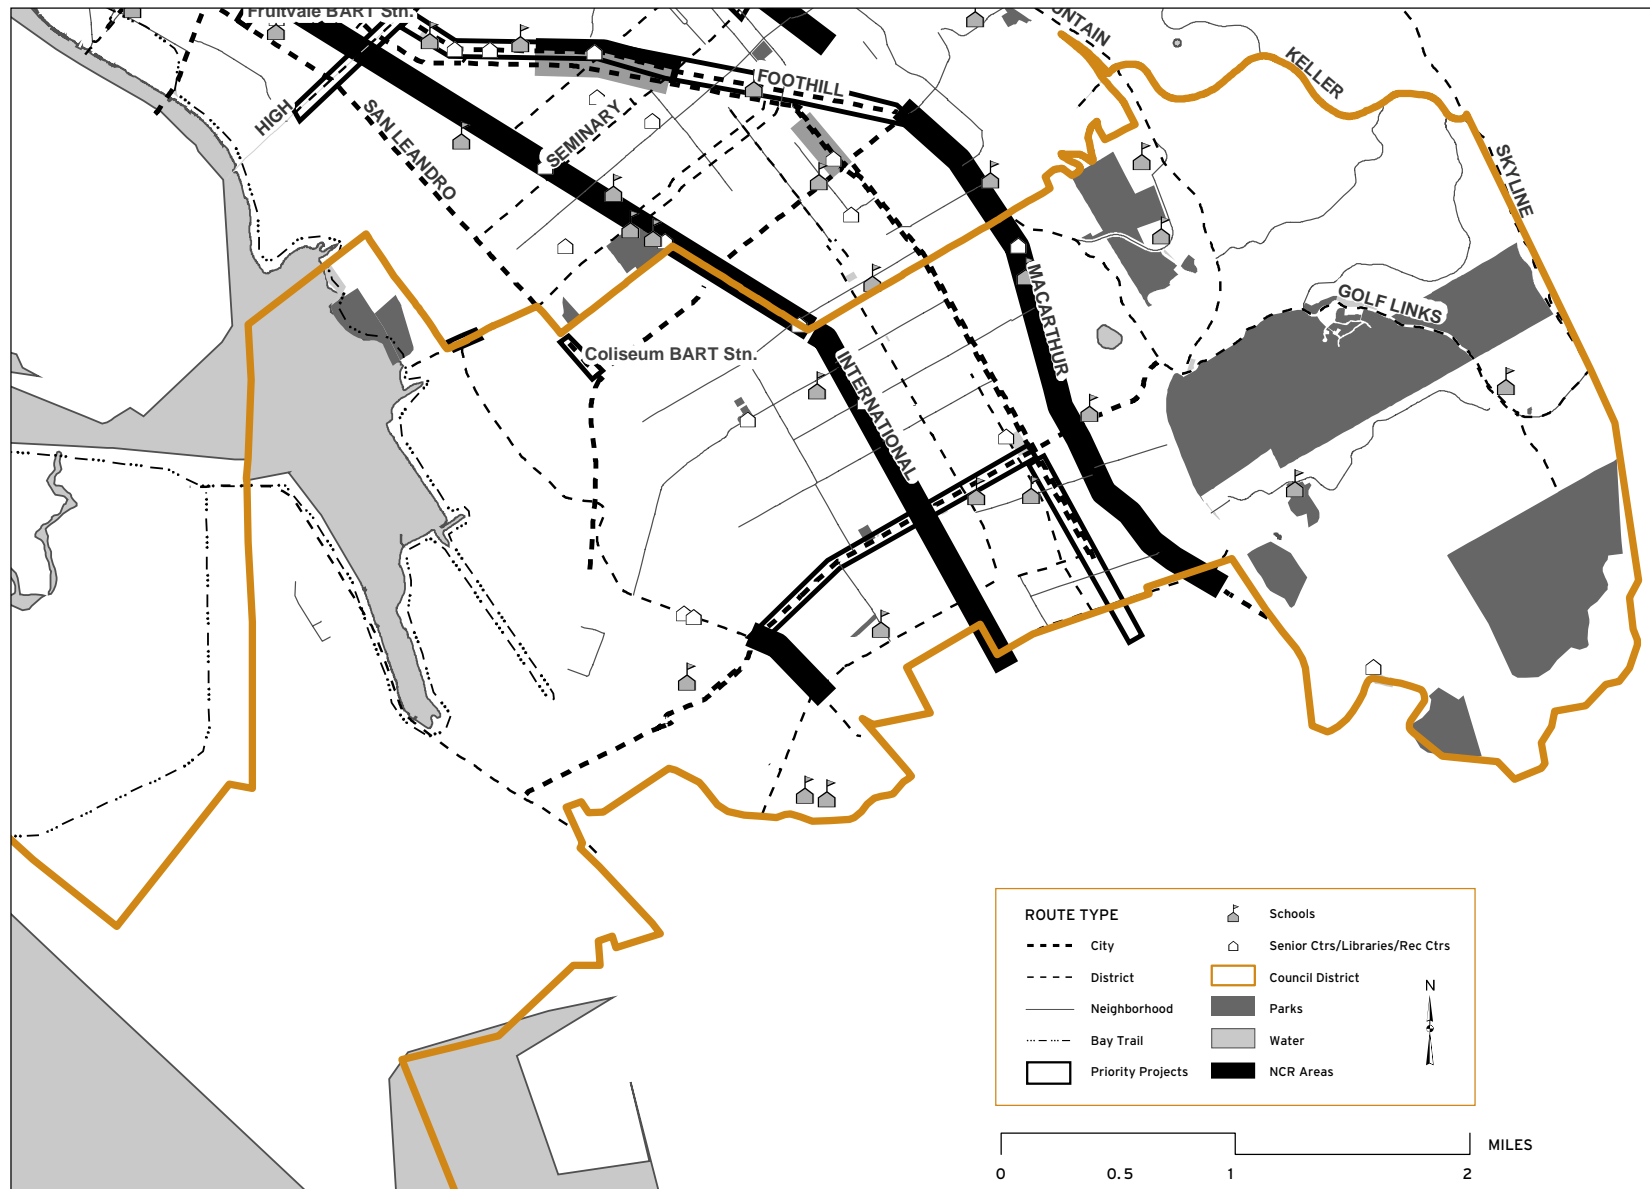 Fruitvale BART Stn.
UNTAIN
KELLER
FOOTHILL
HIGH
SAN LEANDRO
SEMINARY
SKYLINE
MACARTHUR
GOLF LINKS
Coliseum BART Stn.
INTERNATIONAL
ROUTE TYPE
City
District
Neighborhood
Bay Trail
Priority Projects
Schools
Senior Ctrs/Libraries/Rec Ctrs
Council District
Parks
Water
NCR Areas
N
MILES
0 0.5 1 2